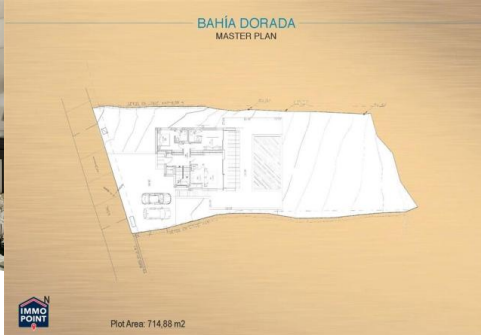 BAHÍA DORADA
MASTER PLAN
N
IMMO
POINT
Plot Area: 714,88 m2